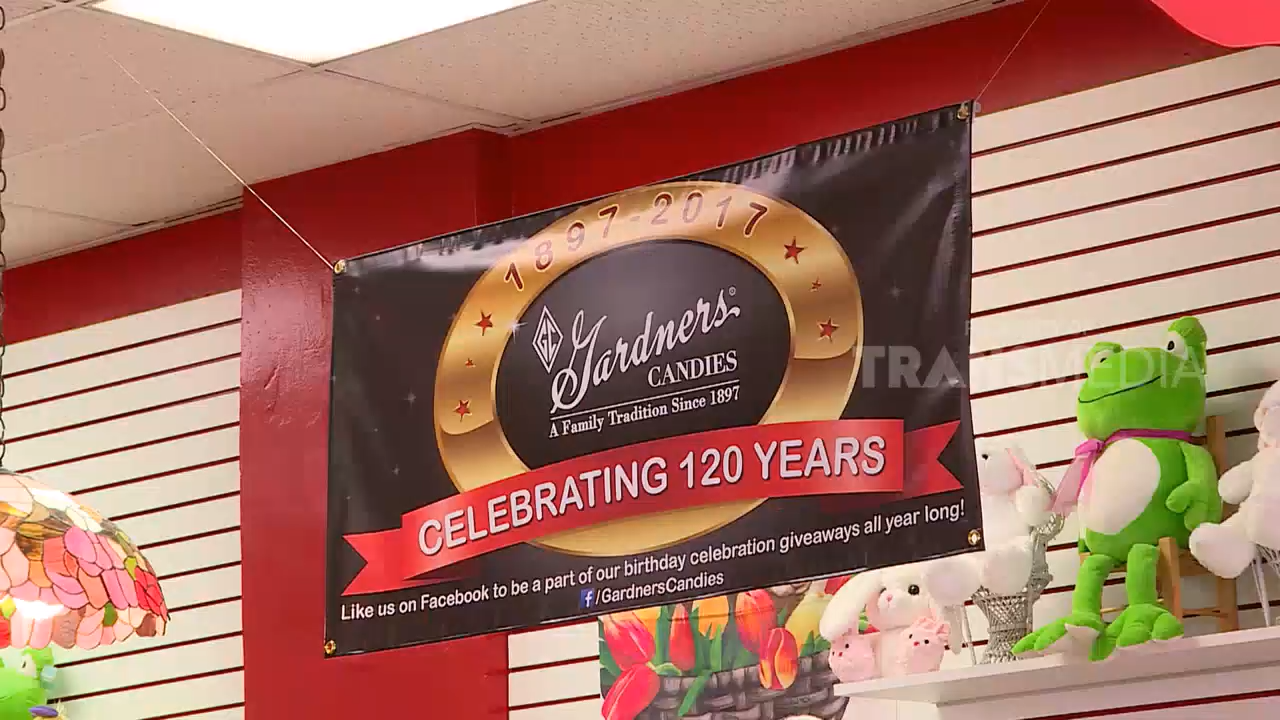 1897-2017
GC
Gardners®
CANDIES
A Family Tradition Since 1897
CELEBRATING 120 YEARS
Like us on Facebook to be a part of our birthday celebration giveaways all year long!
f/GardnersCandies
TRANSMEDIA